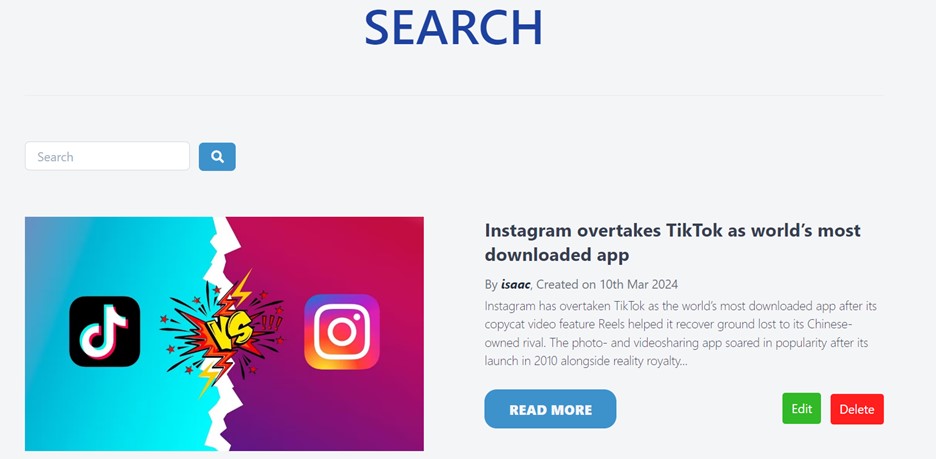 SEARCH
Search
VS
Instagram overtakes TikTok as world’s most
downloaded app
By isaac, Created on 10th Mar 2024
Instagram has overtaken TikTok as the world’s most downloaded app after its
copycat video feature Reels helped it recover ground lost to its Chinese-
owned rival. The photo- and videosharing app soared in popularity after its
launch in 2010 alongside reality royalty...
READ MORE
Edit
Delete